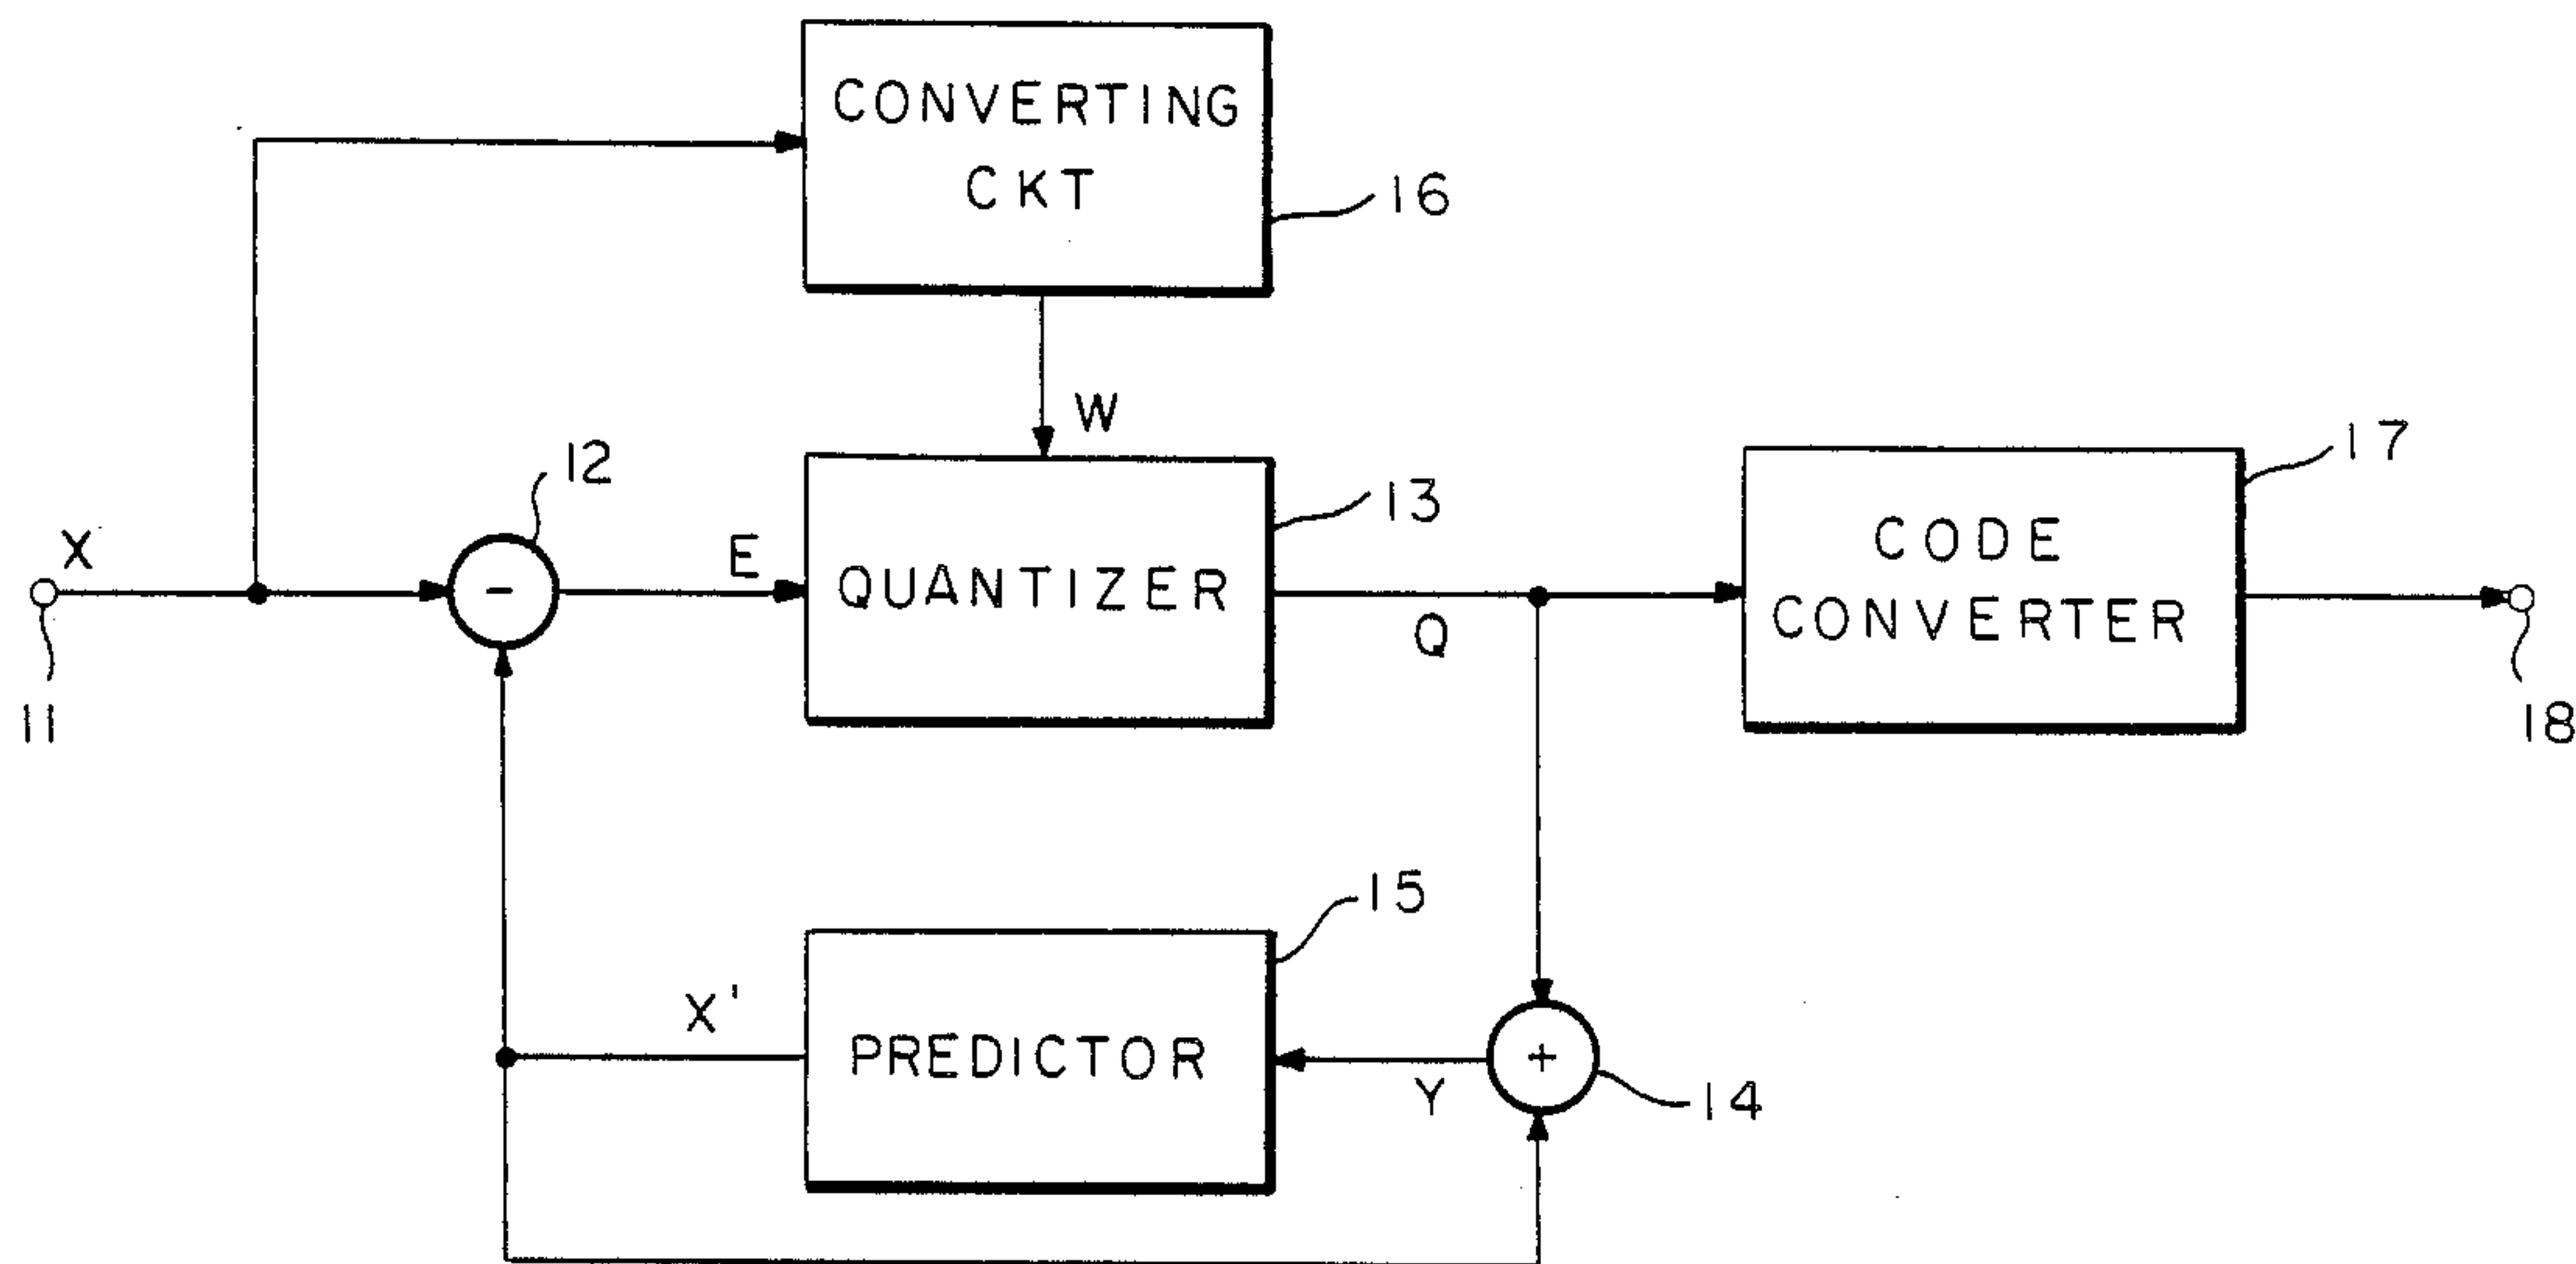 CONVERTING
CKT
16
W
12
17
X
E
13
QUANTIZER
CODE
CONVERTER
-
Q
11
18
15
X'
PREDICTOR
+
Y
14